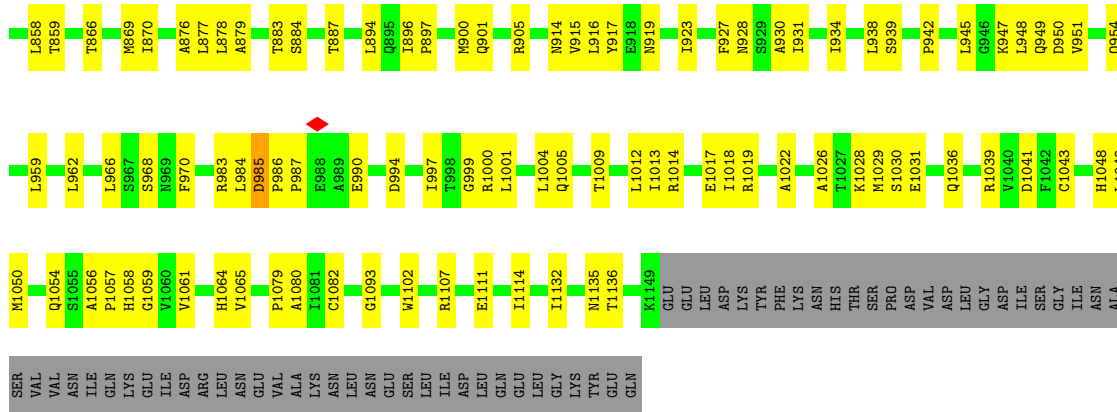 L858 T859 T866 M869 I870 A876 L877 L878 A879 T883 S884 T887 L894 Q895 I896 P897 M900 Q901 R905 N914 V915 L916 Y917 E918 N919 I923 F927 N928 S929 A930 I931 I934 L938 S939 P942 L945 G946 K947 L948 Q949 D950 V951
L959 L962 L966 S967 S968 N969 F970 R983 L984 D985 P986 P987 E988 A989 E990 D994 I997 T998 G999 R1000 L1001 L1004 Q1005 T1009 L1012 I1013 R1014 E1017 I1018 R1019 A1022 A1026 T1027 K1028 M1029 S1030 E1031 Q1036 R1039 V1040 D1041 F1042 C1043 H1048
M1050 Q1054 S1055 A1056 P1057 H1058 G1059 V1060 V1061 H1064 V1065 P1079 A1080 I1081 C1082 G1093 W1102 R1107 E1111 I1114 I1132 N1135 T1136 K1149 GLU GLU LEU ASP LYS TYR PHE LYS ASN HIS THR SER PRO ASP VAL ASP LEU GLY ASP ILE SER GLY ILE ASN ALA
SER VAL VAL ASN ILE GLN LYS GLU ILE ASP ARG LEU ASN GLU VAL ALA LYS ASN LEU ASN GLU SER LEU ILE ASP LEU GLN GLU LEU GLY LYS TYR GLU GLN